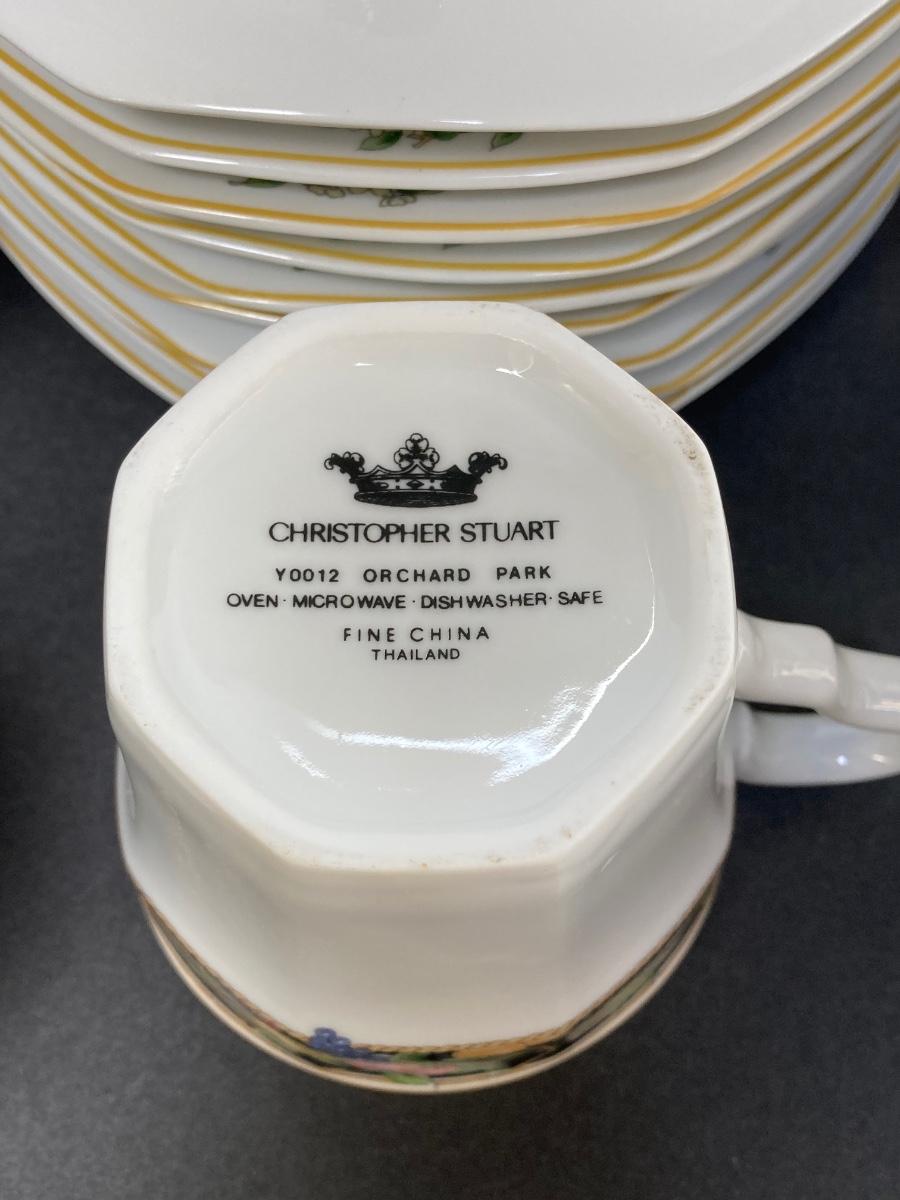 CHRISTOPHER STUART
Y0012 ORCHARD PARK
OVEN · MICROWAVE · DISHWASHER · SAFE
FINE CHINA
THAILAND